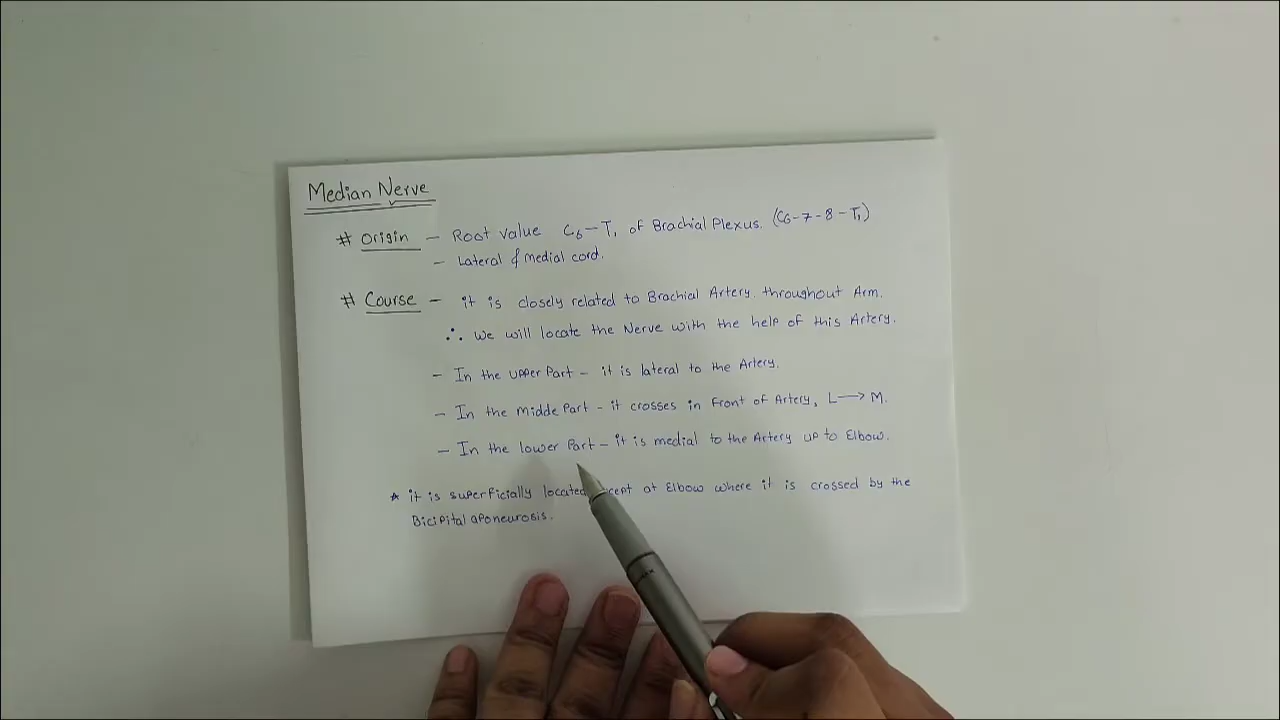 Median Nerve
# Origin - Root value C6-T1 of Brachial Plexus. (C6-7-8-T1)
- Lateral & medial cord.
# Course - it is closely related to Brachial Artery. throughout Arm.
∴ We will locate the Nerve with the help of this Artery.
- In the upper Part - it is lateral to the Artery.
- In the midde Part - it crosses in front of Artery, L → M.
- In the lower Part - it is medial to the Artery up to Elbow.
* it is superficially located at Elbow where it is crossed by the
Bicipital aponeurosis.